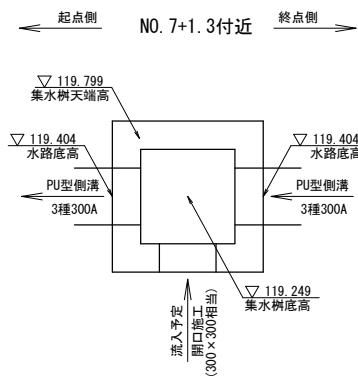 起点側
NO.7+1.3付近
終点側
▽ 119.799
集水桝天端高
▽ 119.404
水路底高
▽ 119.404
水路底高
PU型側溝
3種300A
PU型側溝
3種300A
▽ 119.249
集水桝底高
流入予定
開口施工
(300×300相当)